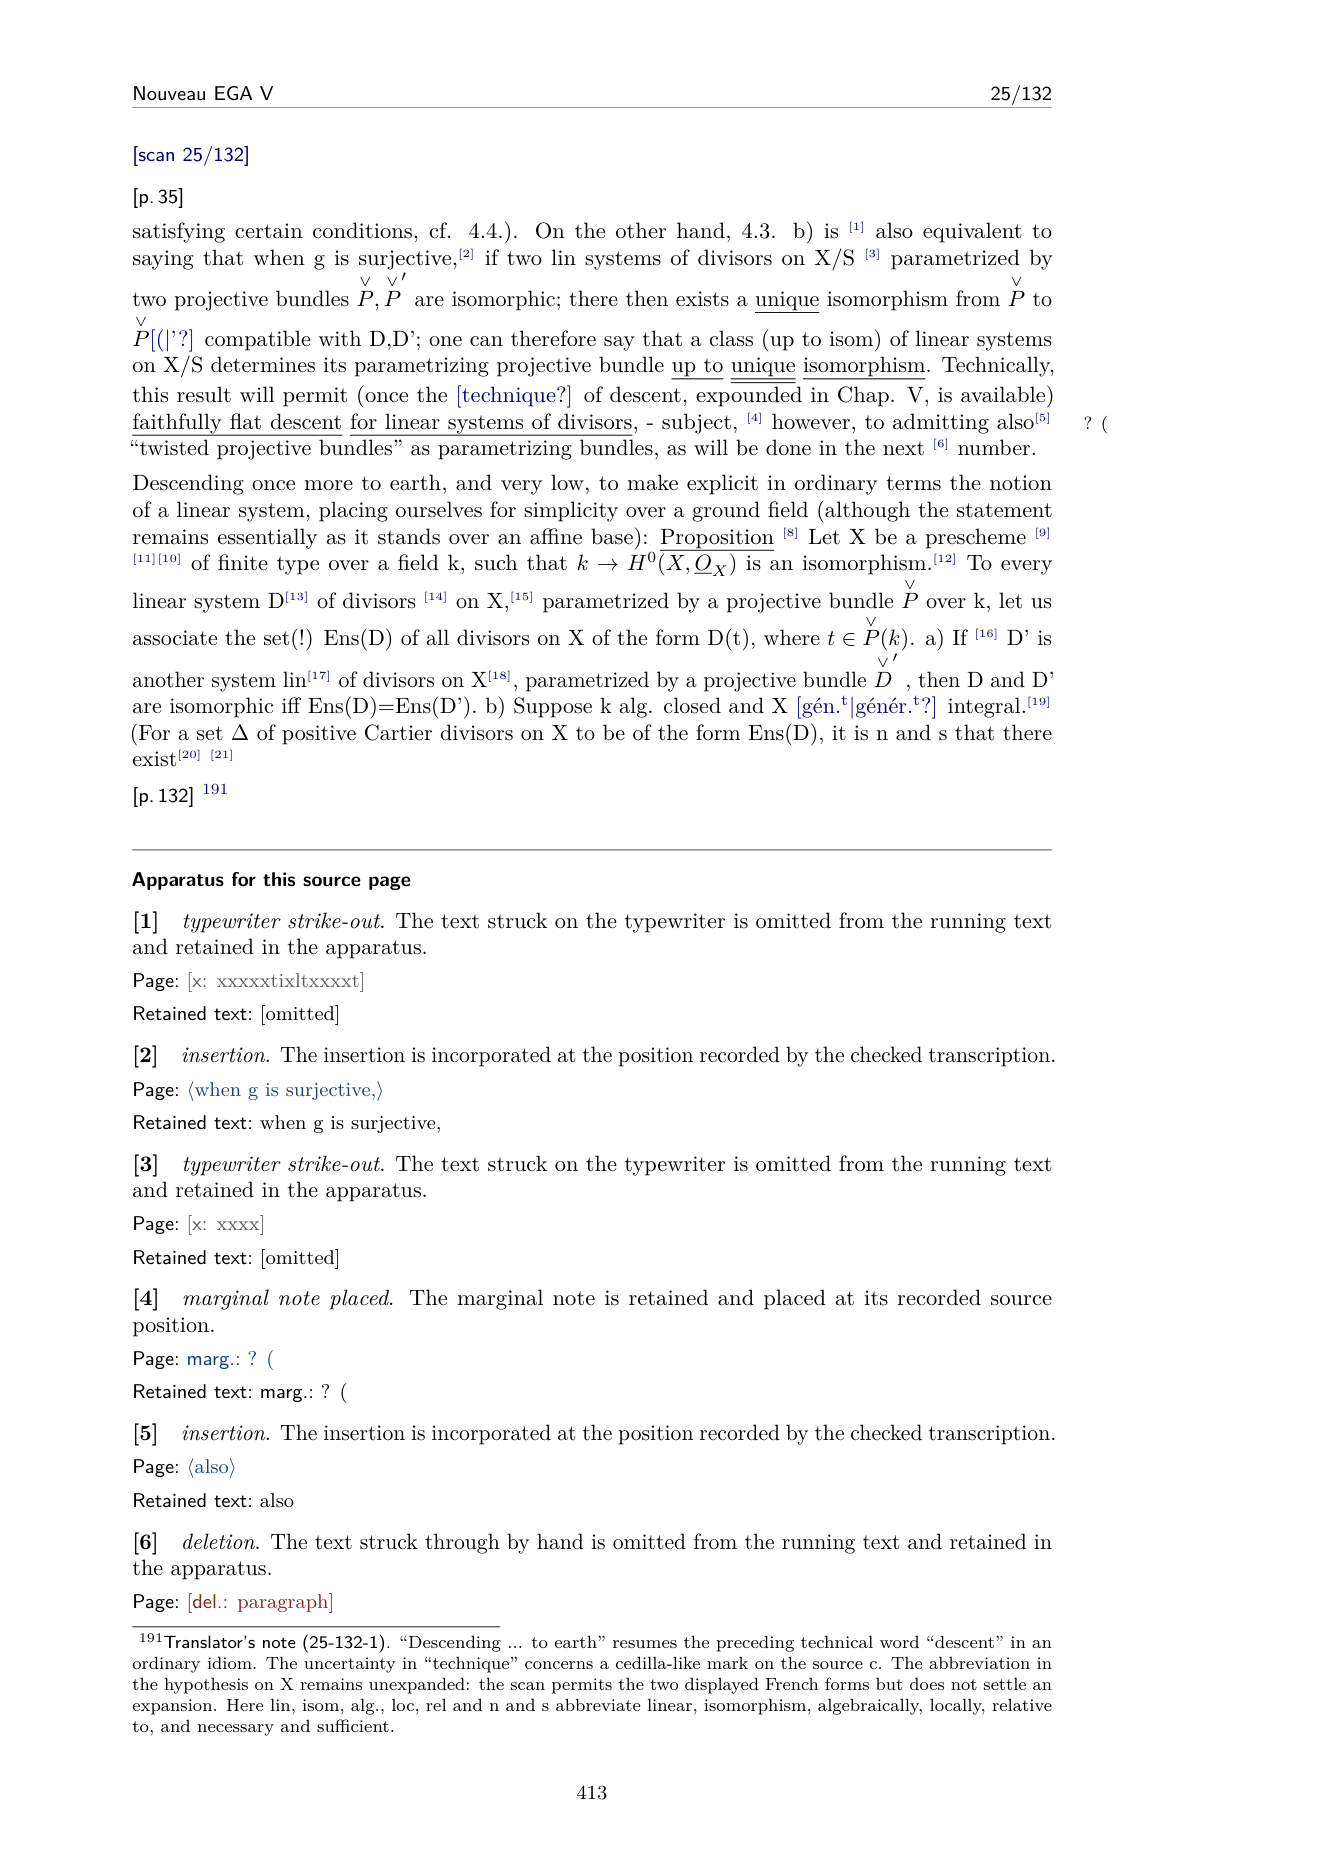 Nouveau EGA V 25/132
[scan 25/132]
[p. 35]
satisfying certain conditions, cf. 4.4.). On the other hand, 4.3. b) is [1] also equivalent to
saying that when g is surjective,[2] if two lin systems of divisors on X/S [3] parametrized by
two projective bundles P̌, P̌′ are isomorphic; there then exists a unique isomorphism from P̌ to
P̌[(|’?] compatible with D,D’; one can therefore say that a class (up to isom) of linear systems
on X/S determines its parametrizing projective bundle up to unique isomorphism. Technically,
this result will permit (once the [technique?] of descent, expounded in Chap. V, is available)
faithfully flat descent for linear systems of divisors, - subject, [4] however, to admitting also[5] ? (
“twisted projective bundles” as parametrizing bundles, as will be done in the next [6] number.
Descending once more to earth, and very low, to make explicit in ordinary terms the notion
of a linear system, placing ourselves for simplicity over a ground field (although the statement
remains essentially as it stands over an affine base): Proposition [8] Let X be a prescheme [9]
[11][10] of finite type over a field k, such that k → H⁰(X, O_X) is an isomorphism.[12] To every
linear system D[13] of divisors [14] on X,[15] parametrized by a projective bundle P̌ over k, let us
associate the set(!) Ens(D) of all divisors on X of the form D(t), where t ∈ P̌(k). a) If [16] D’ is
another system lin[17] of divisors on X[18], parametrized by a projective bundle Ď′ , then D and D’
are isomorphic iff Ens(D)=Ens(D’). b) Suppose k alg. closed and X [gén.ᵗ|génér.ᵗ?] integral.[19]
(For a set Δ of positive Cartier divisors on X to be of the form Ens(D), it is n and s that there
exist[20] [21]
[p. 132] 191
Apparatus for this source page
[1] typewriter strike-out. The text struck on the typewriter is omitted from the running text
and retained in the apparatus.
Page: [x: xxxxxtixltxxxxt]
Retained text: [omitted]
[2] insertion. The insertion is incorporated at the position recorded by the checked transcription.
Page: ⟨when g is surjective,⟩
Retained text: when g is surjective,
[3] typewriter strike-out. The text struck on the typewriter is omitted from the running text
and retained in the apparatus.
Page: [x: xxxx]
Retained text: [omitted]
[4] marginal note placed. The marginal note is retained and placed at its recorded source
position.
Page: marg.: ? (
Retained text: marg.: ? (
[5] insertion. The insertion is incorporated at the position recorded by the checked transcription.
Page: ⟨also⟩
Retained text: also
[6] deletion. The text struck through by hand is omitted from the running text and retained in
the apparatus.
Page: [del.: paragraph]
191Translator’s note (25-132-1). “Descending ... to earth” resumes the preceding technical word “descent” in an
ordinary idiom. The uncertainty in “technique” concerns a cedilla-like mark on the source c. The abbreviation in
the hypothesis on X remains unexpanded: the scan permits the two displayed French forms but does not settle an
expansion. Here lin, isom, alg., loc, rel and n and s abbreviate linear, isomorphism, algebraically, locally, relative
to, and necessary and sufficient.
413